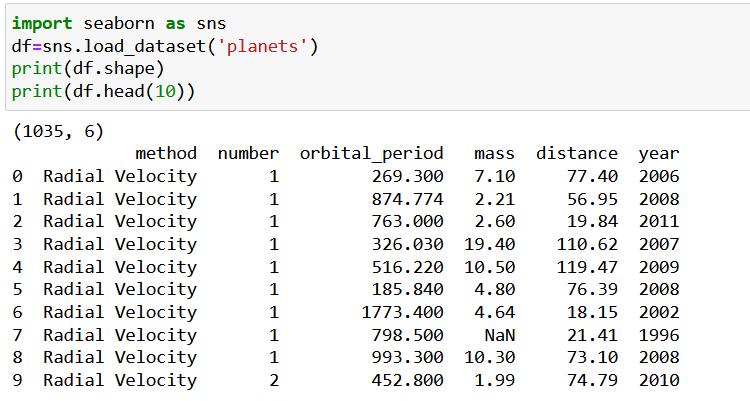 import seaborn as sns
df=sns.load_dataset('planets')
print(df.shape)
print(df.head(10))
(1035, 6)
method number orbital_period mass distance year
0 Radial Velocity 1 269.300 7.10 77.40 2006
1 Radial Velocity 1 874.774 2.21 56.95 2008
2 Radial Velocity 1 763.000 2.60 19.84 2011
3 Radial Velocity 1 326.030 19.40 110.62 2007
4 Radial Velocity 1 516.220 10.50 119.47 2009
5 Radial Velocity 1 185.840 4.80 76.39 2008
6 Radial Velocity 1 1773.400 4.64 18.15 2002
7 Radial Velocity 1 798.500 NaN 21.41 1996
8 Radial Velocity 1 993.300 10.30 73.10 2008
9 Radial Velocity 2 452.800 1.99 74.79 2010